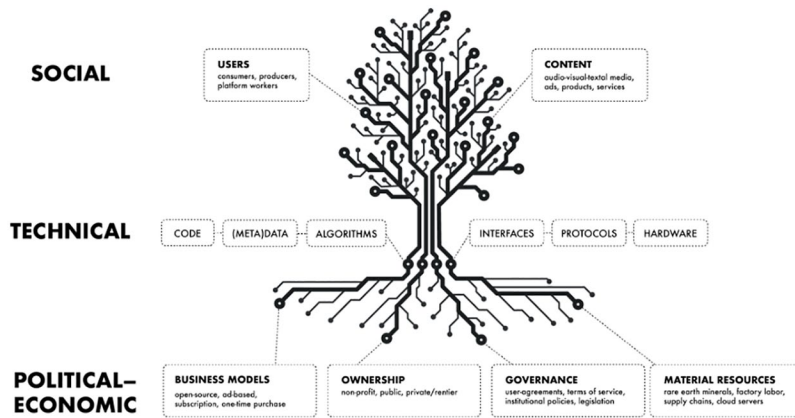 SOCIAL
USERS
consumers, producers,
platform workers
CONTENT
audio-visual-textal media,
ads, products, services
TECHNICAL
CODE
(META)DATA
ALGORITHMS
INTERFACES
PROTOCOLS
HARDWARE
POLITICAL–
ECONOMIC
BUSINESS MODELS
open-source, ad-based,
subscription, one-time purchase
OWNERSHIP
non-profit, public, private/rentier
GOVERNANCE
user-agreements, terms of service,
institutional policies, legislation
MATERIAL RESOURCES
rare earth minerals, factory labor,
supply chains, cloud servers